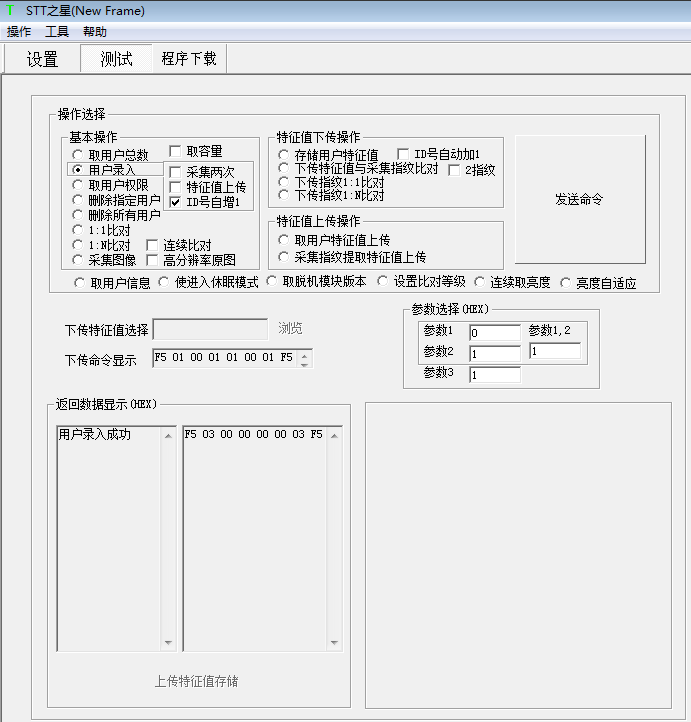 T STT之星(New Frame)
操作 工具 帮助
设置 测试 程序下载
操作选择
基本操作
取用户总数 取容量
用户录入 采集两次
取用户权限 特征值上传
删除指定用户 ID号自增1
删除所有用户
1:1比对
1:N比对 连续比对
采集图像 高分辨率原图
特征值下传操作
存储用户特征值 ID号自动加1
下传特征值与采集指纹比对 2指纹
下传指纹1:1比对
下传指纹1:N比对
特征值上传操作
取用户特征值上传
采集指纹提取特征值上传
发送命令
取用户信息 使进入休眠模式 取脱机模块版本 设置比对等级 连续取亮度 亮度自适应
下传特征值选择 浏览
下传命令显示 F5 01 00 01 01 00 01 F5
参数选择(HEX)
参数1 0 参数1,2
参数2 1 1
参数3 1
返回数据显示(HEX)
用户录入成功 F5 03 00 00 00 00 03 F5
上传特征值存储